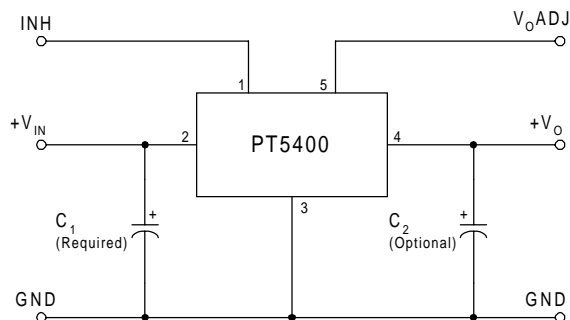 INH
VOADJ
1
5
+VIN
2
PT5400
4
+VO
3
C1
+
(Required)
C2
+
(Optional)
GND
GND